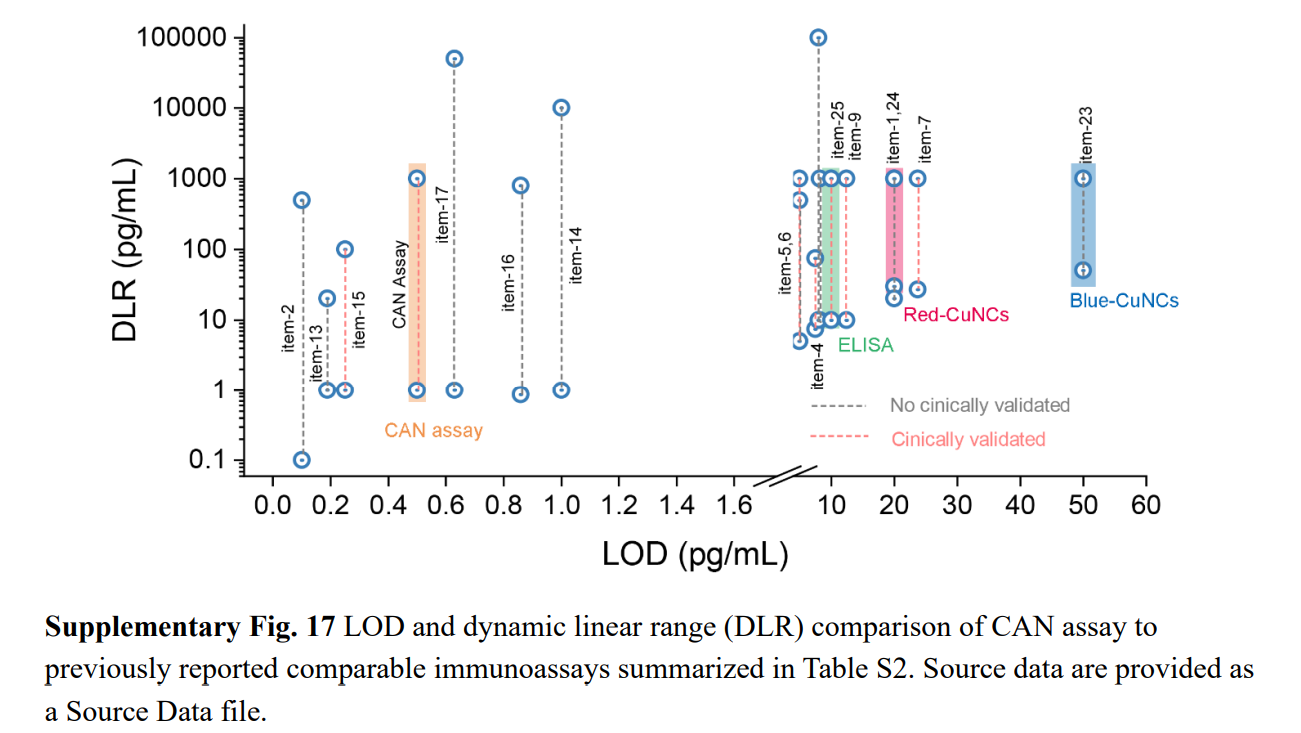 100000
10000
1000
100
10
1
0.1
DLR (pg/mL)
item-2
item-13
item-15
CAN Assay
item-17
item-16
item-14
item-5,6
item-4
item-25
item-9
item-1,24
item-7
item-23
CAN assay
ELISA
Red-CuNCs
Blue-CuNCs
No cinically validated
Cinically validated
0.0 0.2 0.4 0.6 0.8 1.0 1.2 1.4 1.6 10 20 30 40 50 60
LOD (pg/mL)
Supplementary Fig. 17 LOD and dynamic linear range (DLR) comparison of CAN assay to
previously reported comparable immunoassays summarized in Table S2. Source data are provided as
a Source Data file.